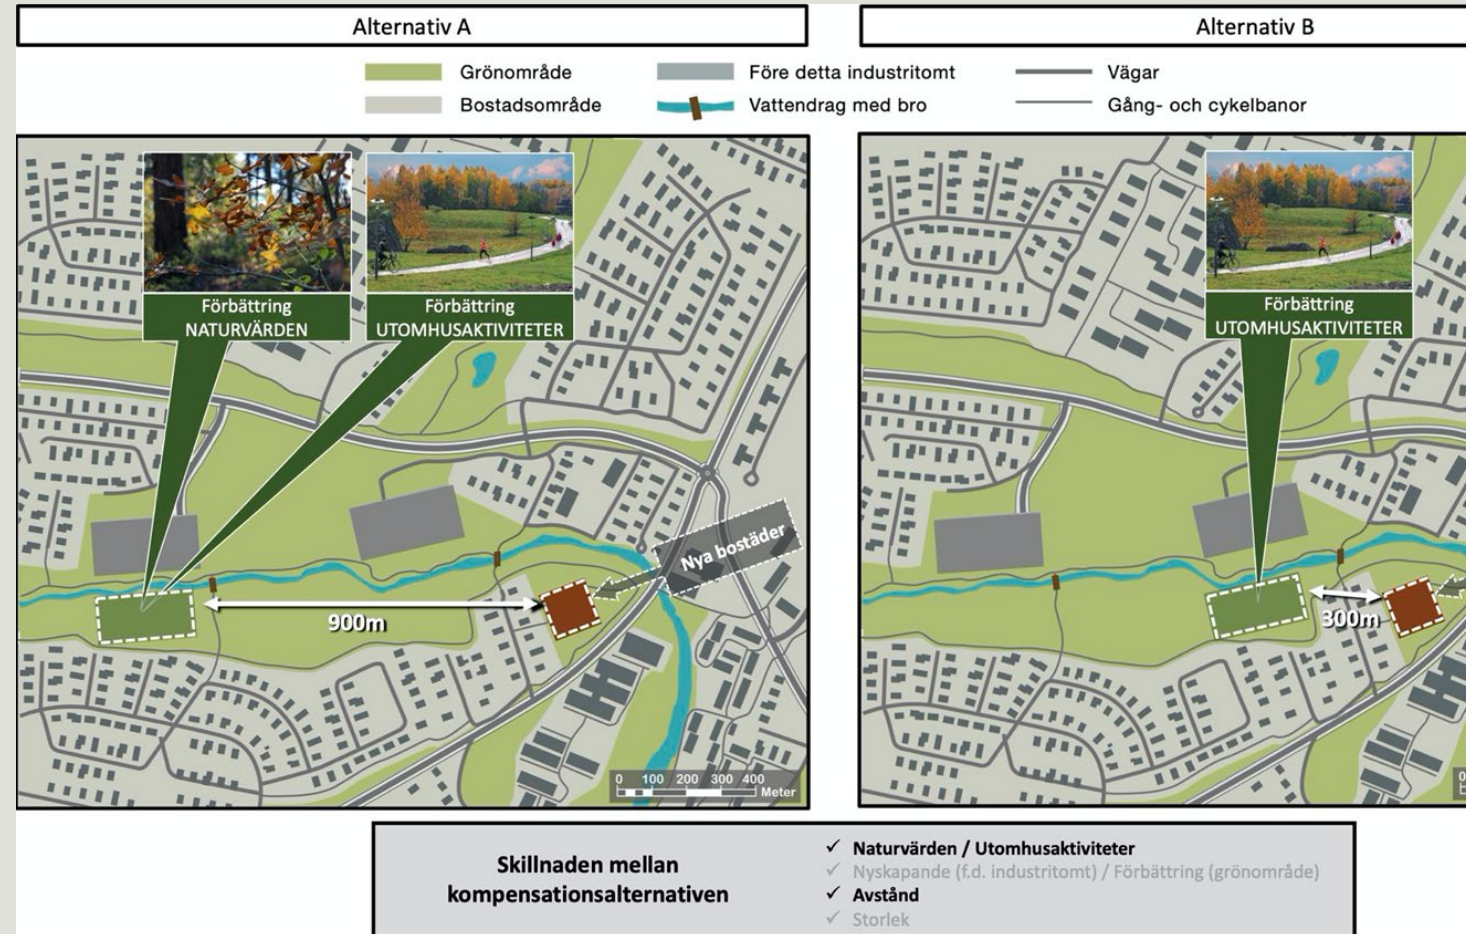 Alternativ A
Alternativ B
Grönområde
Före detta industritomt
Vägar
Bostadsområde
Vattendrag med bro
Gång- och cykelbanor
Förbättring
NATURVÄRDEN
Förbättring
UTOMHUSAKTIVITETER
Nya bostäder
900m
0 100 200 300 400
Meter
Förbättring
UTOMHUSAKTIVITETER
300m
0
Skillnaden mellan
kompensationsalternativen
✓ Naturvärden / Utomhusaktiviteter
✓ Nyskapande (f.d. industritomt) / Förbättring (grönområde)
✓ Avstånd
✓ Storlek